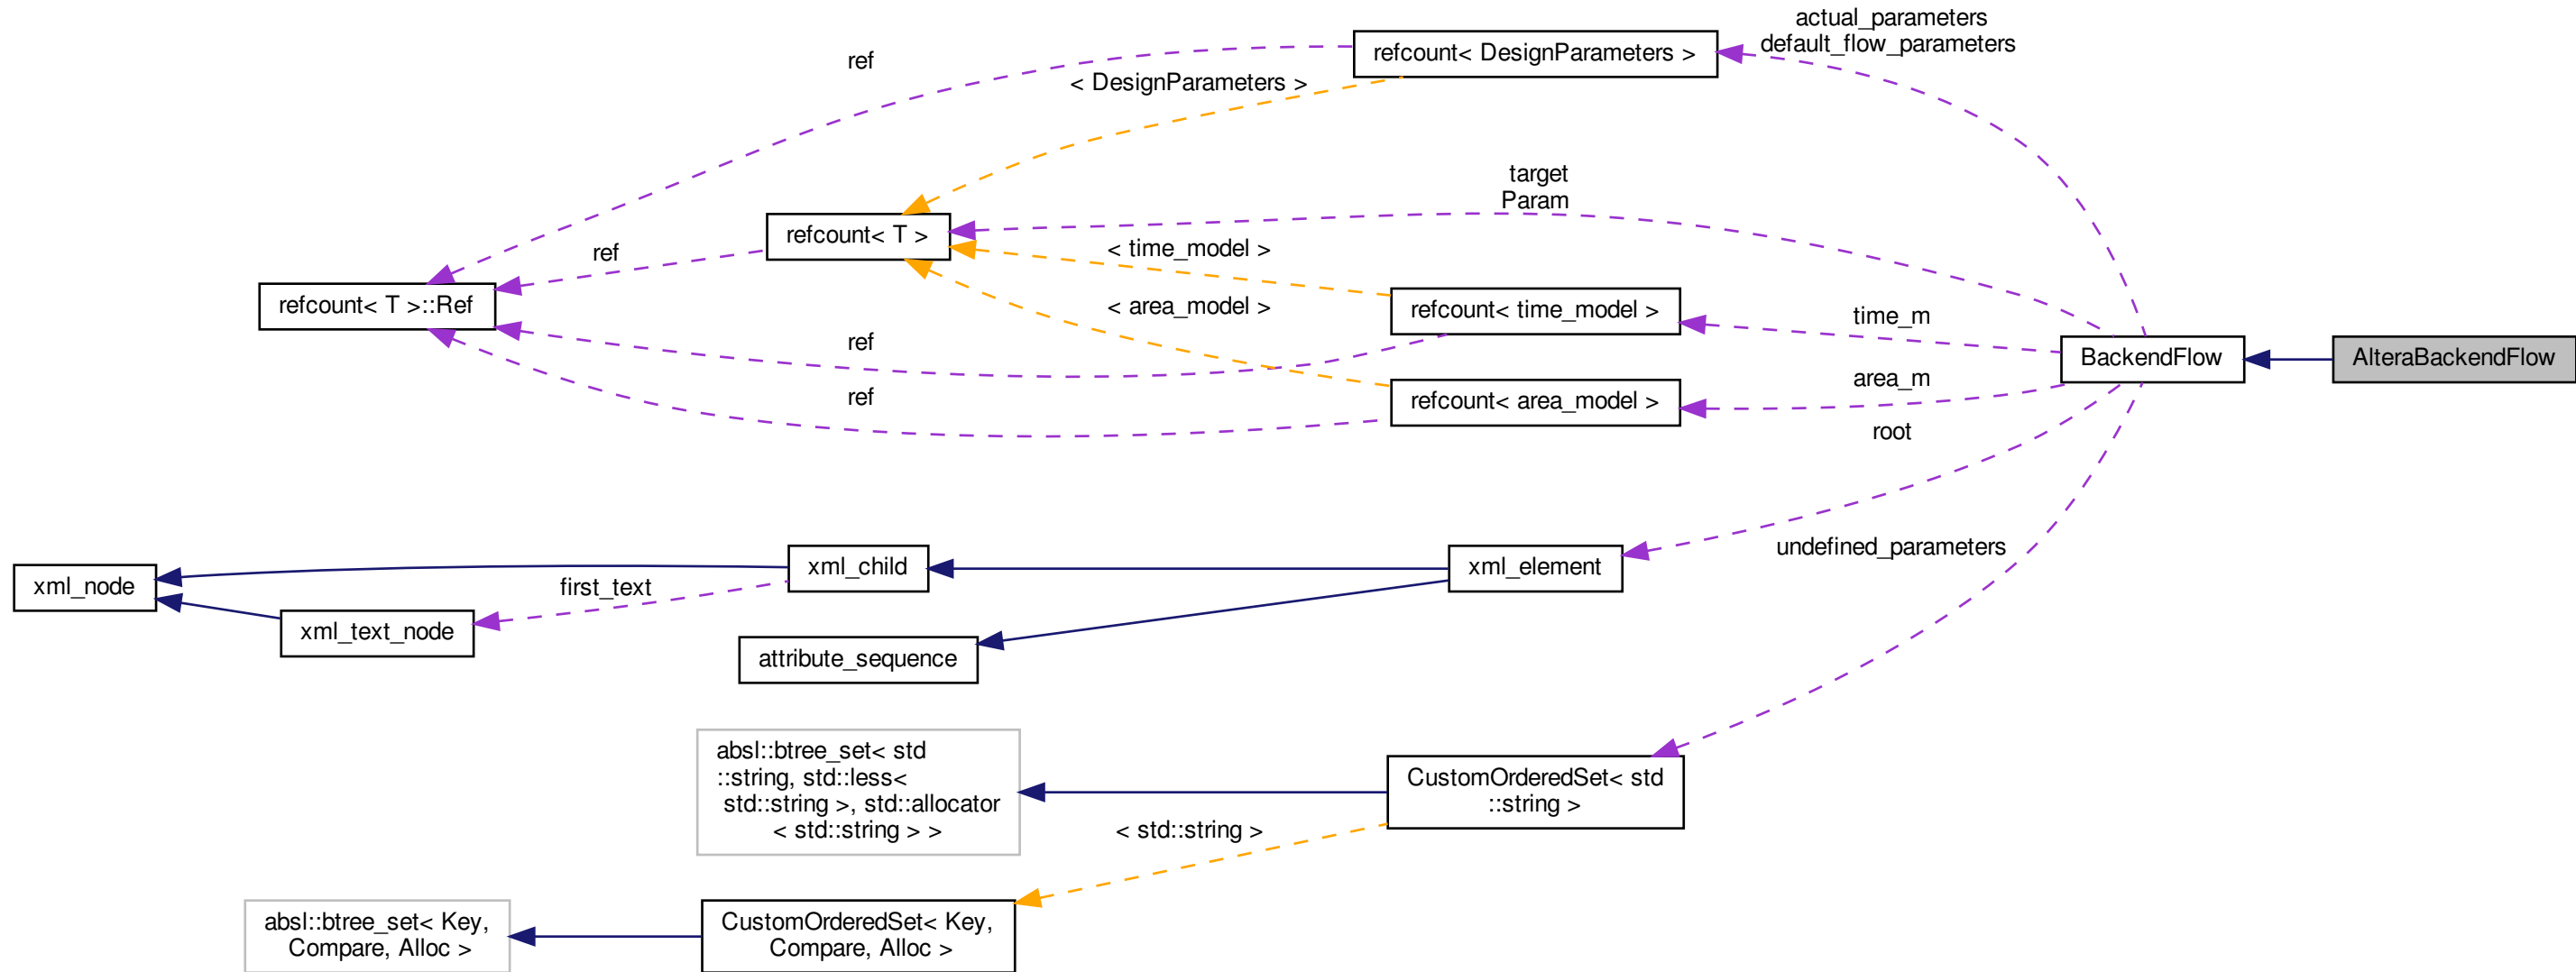 actual_parameters
default_flow_parameters
ref
refcount< DesignParameters >
< DesignParameters >
target
Param
refcount< T >
ref
< time_model >
refcount< T >::Ref
< area_model >
refcount< time_model >
time_m
ref
BackendFlow
AlteraBackendFlow
area_m
ref
refcount< area_model >
root
undefined_parameters
xml_node
first_text
xml_child
xml_element
xml_text_node
attribute_sequence
absl::btree_set< std
::string, std::less<
std::string >, std::allocator
< std::string > >
CustomOrderedSet< std
::string >
< std::string >
absl::btree_set< Key,
Compare, Alloc >
CustomOrderedSet< Key,
Compare, Alloc >